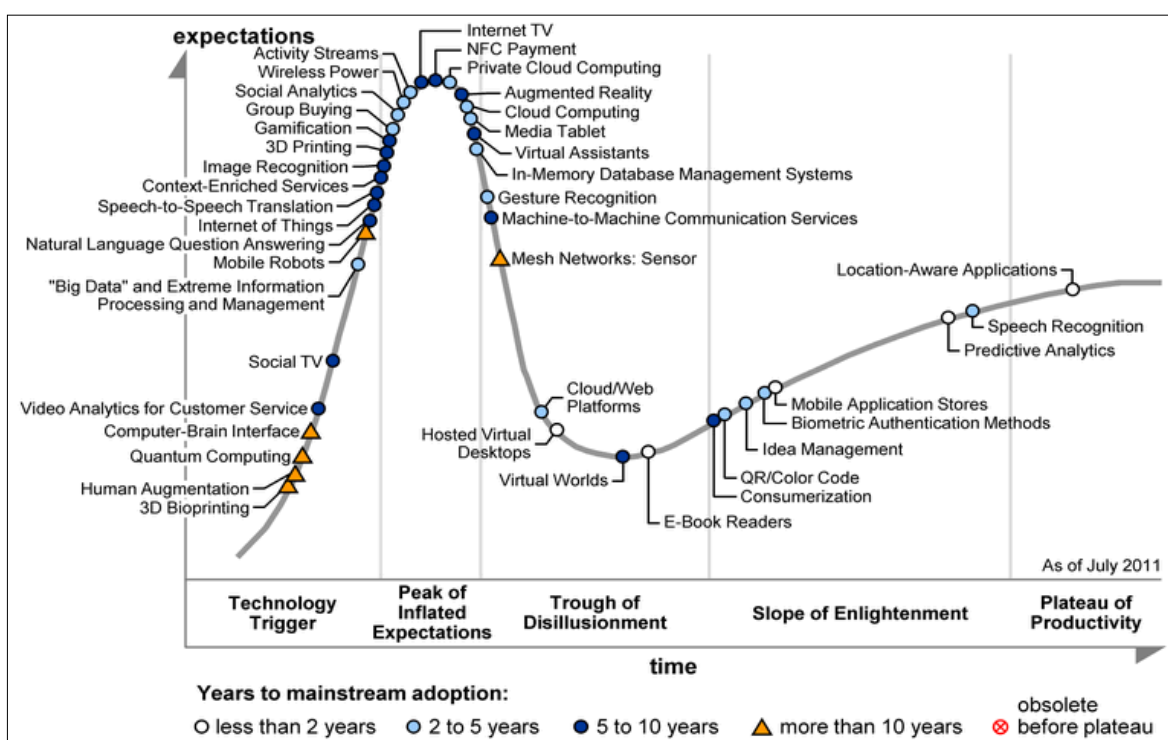 expectations
Activity Streams
Wireless Power
Social Analytics
Group Buying
Gamification
3D Printing
Image Recognition
Context-Enriched Services
Speech-to-Speech Translation
Internet of Things
Natural Language Question Answering
Mobile Robots
"Big Data" and Extreme Information
Processing and Management
Social TV
Video Analytics for Customer Service
Computer-Brain Interface
Quantum Computing
Human Augmentation
3D Bioprinting
Internet TV
NFC Payment
Private Cloud Computing
Augmented Reality
Cloud Computing
Media Tablet
Virtual Assistants
In-Memory Database Management Systems
Gesture Recognition
Machine-to-Machine Communication Services
Mesh Networks: Sensor
Cloud/Web
Platforms
Hosted Virtual
Desktops
Virtual Worlds
E-Book Readers
Location-Aware Applications
Speech Recognition
Predictive Analytics
Mobile Application Stores
Biometric Authentication Methods
Idea Management
QR/Color Code
Consumerization
As of July 2011
Technology
Trigger
Peak of
Inflated
Expectations
Trough of
Disillusionment
Slope of Enlightenment
Plateau of
Productivity
time
Years to mainstream adoption:
less than 2 years
2 to 5 years
5 to 10 years
more than 10 years
obsolete
before plateau